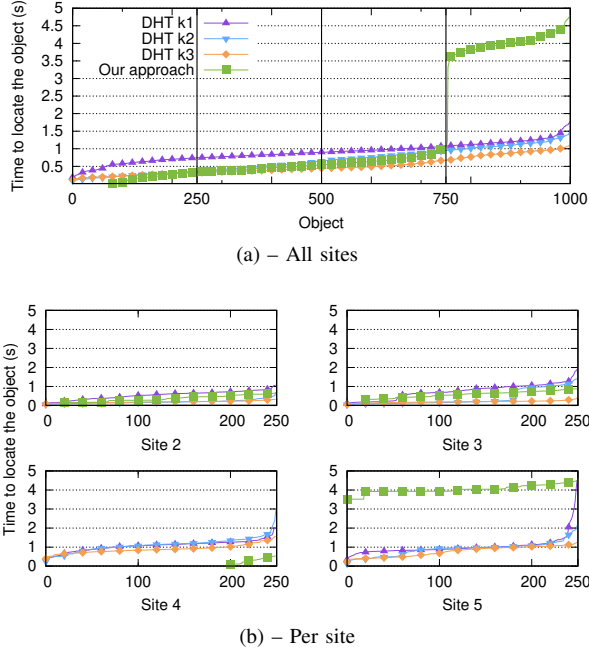 Time to locate the object (s)
5
4.5
4
3.5
3
2.5
2
1.5
1
0.5
DHT k1
DHT k2
DHT k3
Our approach
0 250 500 750 1000
Object
(a) – All sites
Time to locate the object (s)
5
4
3
2
1
0
100 200 250
Site 2
5
4
3
2
1
0
100 200 250
Site 3
5
4
3
2
1
0
0 100 200 250
Site 4
5
4
3
2
1
0
0 100 200 250
Site 5
(b) – Per site